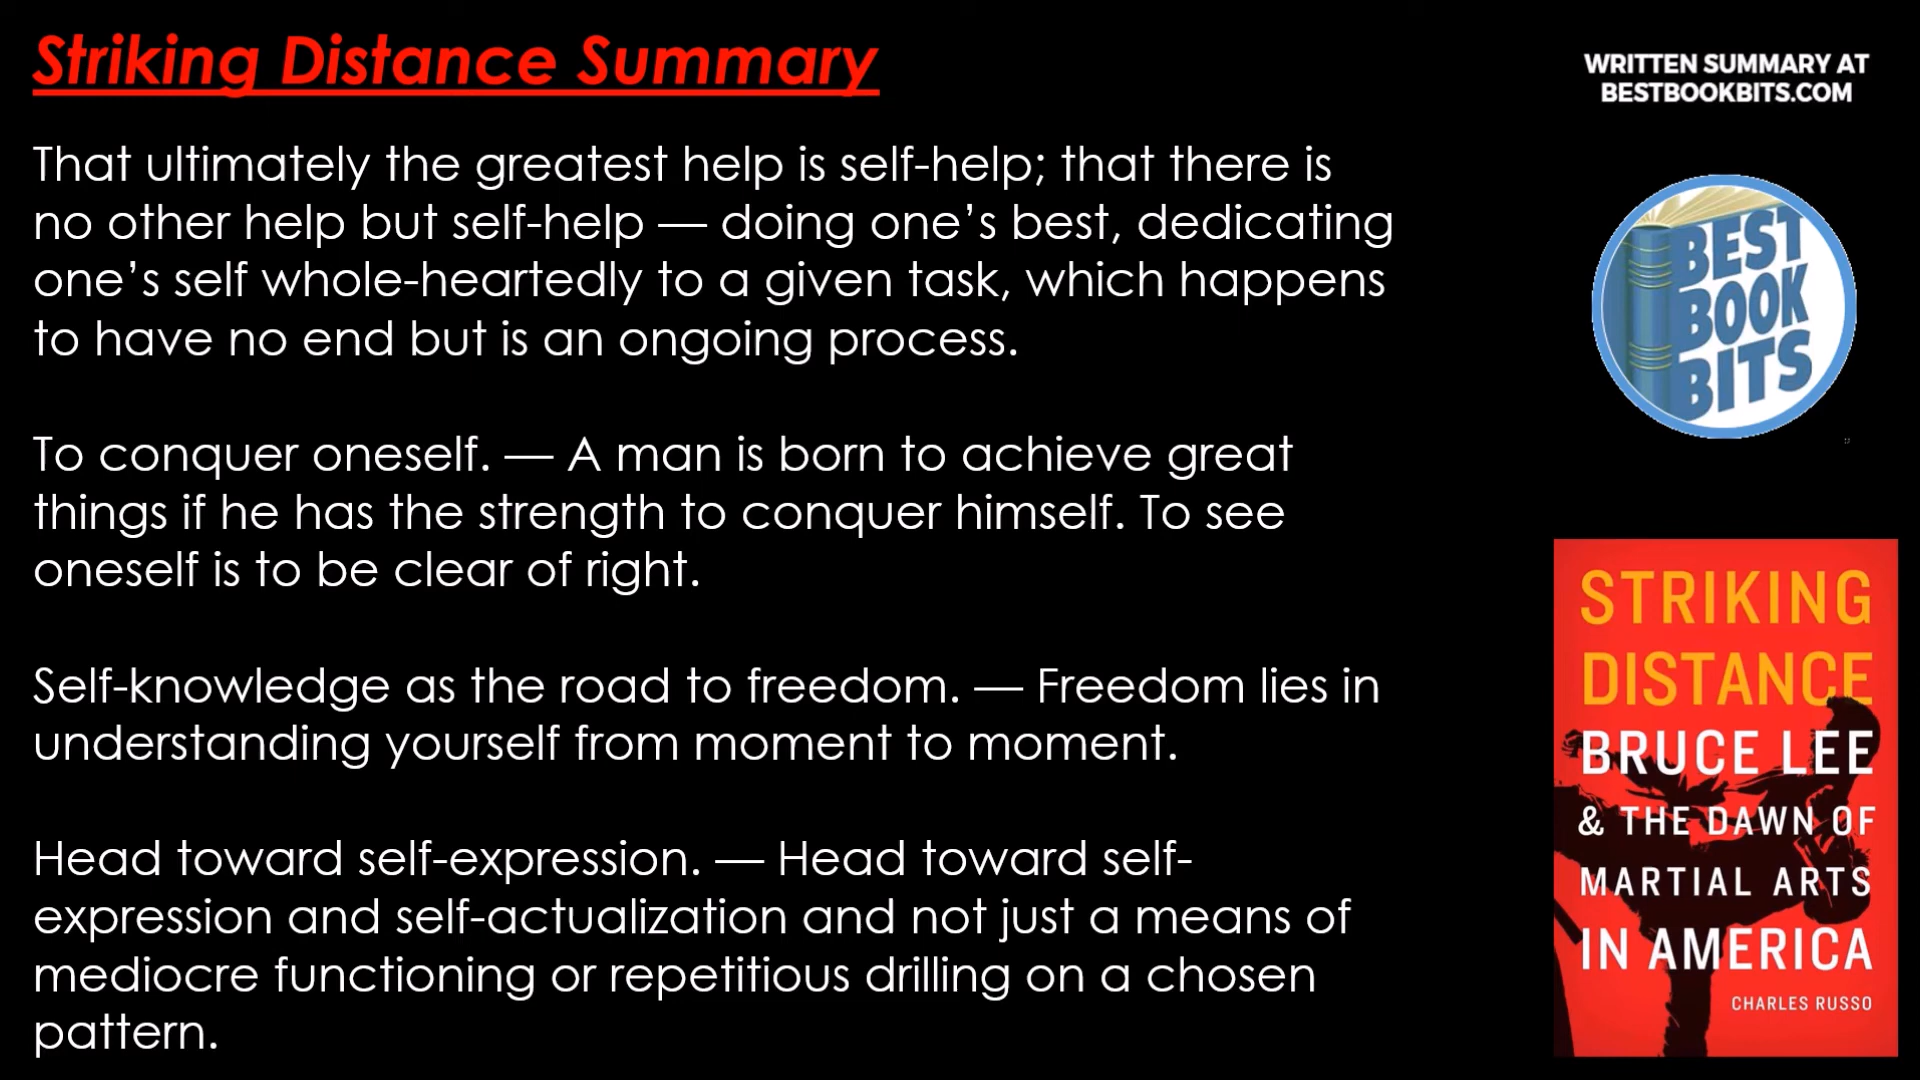 Striking Distance Summary
WRITTEN SUMMARY AT
BESTBOOKBITS.COM
That ultimately the greatest help is self-help; that there is
no other help but self-help — doing one’s best, dedicating
one’s self whole-heartedly to a given task, which happens
to have no end but is an ongoing process.
To conquer oneself. — A man is born to achieve great
things if he has the strength to conquer himself. To see
oneself is to be clear of right.
Self-knowledge as the road to freedom. — Freedom lies in
understanding yourself from moment to moment.
Head toward self-expression. — Head toward self-
expression and self-actualization and not just a means of
mediocre functioning or repetitious drilling on a chosen
pattern.
BEST
BOOK
BITS
STRIKING
DISTANCE
BRUCE LEE
& THE DAWN OF
MARTIAL ARTS
IN AMERICA
CHARLES RUSSO